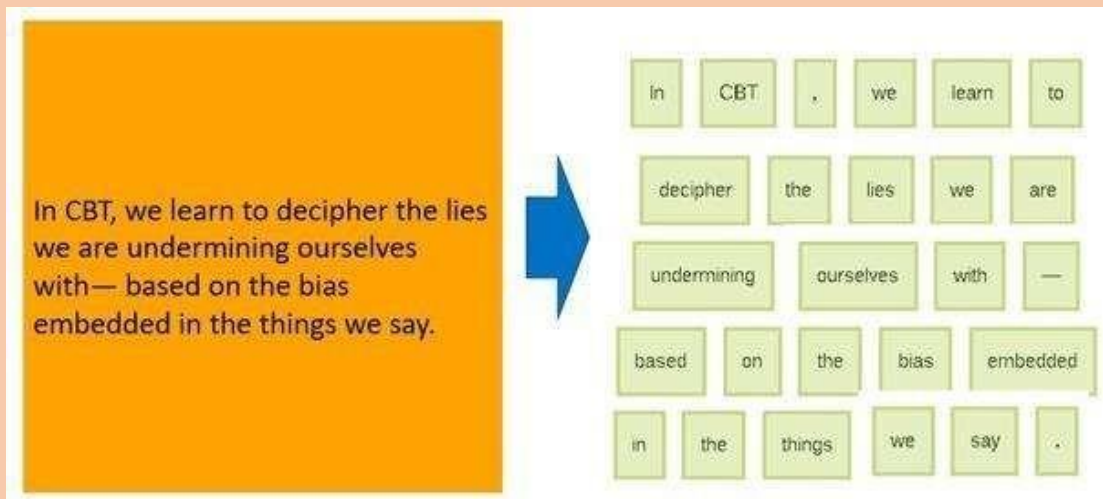 In CBT, we learn to decipher the lies
we are undermining ourselves
with— based on the bias
embedded in the things we say.
In CBT , we learn to
decipher the lies we are
undermining ourselves with —
based on the bias embedded
in the things we say .